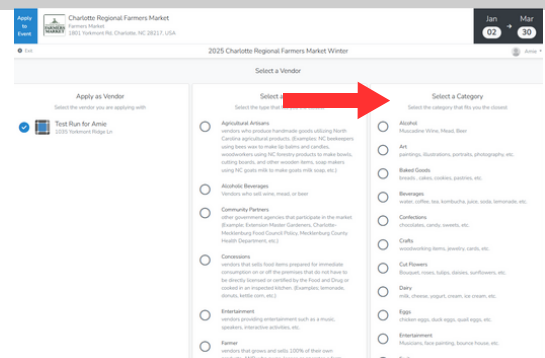 Apply
to
Event
Charlotte Regional Farmers Market
Farmers Market
1801 Yorkmont Rd, Charlotte, NC 28217, USA
FARMERS
MARKET
Jan
02
Mar
30
Exit
2025 Charlotte Regional Farmers Market Winter
Amie
Select a Vendor
Apply as Vendor
Select the vendor you are applying with
Test Run for Amie
1235 Yorkmont Ridge Ln
Select a
Select the type that
Agricultural Artisans
vendors who produce handmade goods utilizing North
Carolina agricultural products. (Examples: NC beekeepers
using bees wax to make lip balms and candles,
woodworkers using NC forestry products to make bowls,
cutting boards, and other wooden items, soap makers
using NC goats milk to make goats milk soap, etc.)
Alcoholic Beverages
Vendors who sell wine, mead, or beer
Community Partners
other government agencies that participate in the market
(Example: Extension Master Gardeners, Charlotte-
Mecklenburg Food Council Policy, Mecklenburg County
Health Department, etc.)
Concessions
vendors that sells food items prepared for immediate
consumption on or off the premises that do not have to
be directly licensed or certified by the Food and Drug or
cooked in an inspected kitchen. (Examples, lemonade,
donuts, kettle corn, etc.)
Entertainment
vendors providing entertainment such as a music,
speakers, interactive activities, etc.
Farmer
vendors that grows and sells 100% of their own
Select a Category
Select the category that fits you the closest
Alcohol
Muscadine Wine, Mead, Beer
Art
paintings, illustrations, portraits, photography, etc.
Baked Goods
breads , cakes, cookies, pastries, etc.
Beverages
water, coffee, tea, kombucha, juice, soda, lemonade, etc.
Confections
chocolates, candy, sweets, etc.
Crafts
woodworking items, jewelry, cards, etc.
Cut Flowers
Bouquet, roses, tulips, daisies, sunflowers, etc.
Dairy
milk, cheese, yogurt, cream, ice cream, etc.
Eggs
chicken eggs, duck eggs, quail eggs, etc.
Entertainment
Musicians, face painting, bounce house, etc.